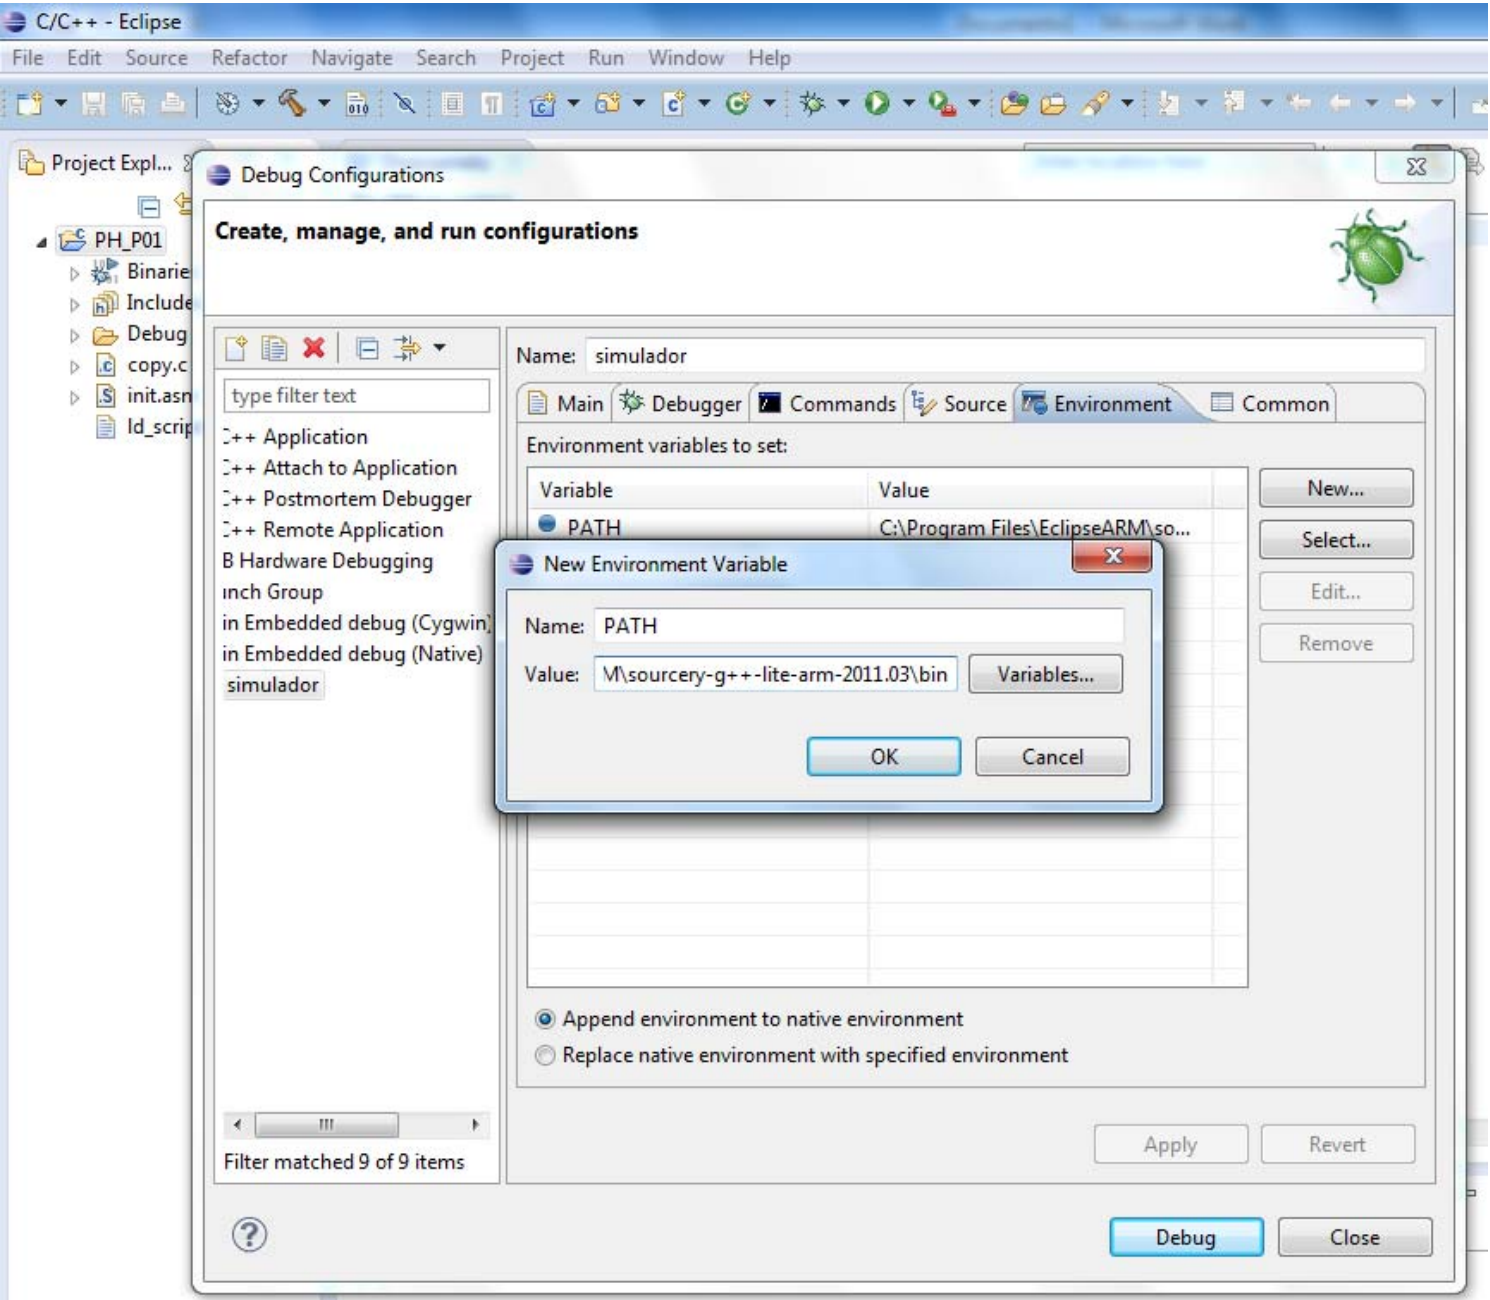 C/C++ - Eclipse
File Edit Source Refactor Navigate Search Project Run Window Help
Project Expl...
PH_P01
Binarie
Include
Debug
copy.c
init.asn
ld_scrip
Debug Configurations
Create, manage, and run configurations
type filter text
C++ Application
C++ Attach to Application
C++ Postmortem Debugger
C++ Remote Application
B Hardware Debugging
unch Group
in Embedded debug (Cygwin)
in Embedded debug (Native)
simulador
Filter matched 9 of 9 items
Name: simulador
Main Debugger Commands Source Environment Common
Environment variables to set:
Variable Value
PATH C:\Program Files\EclipseARM\so...
New...
Select...
Edit...
Remove
New Environment Variable
Name: PATH
Value: M\sourcery-g++-lite-arm-2011.03\bin Variables...
OK Cancel
Append environment to native environment
Replace native environment with specified environment
Apply Revert
Debug Close